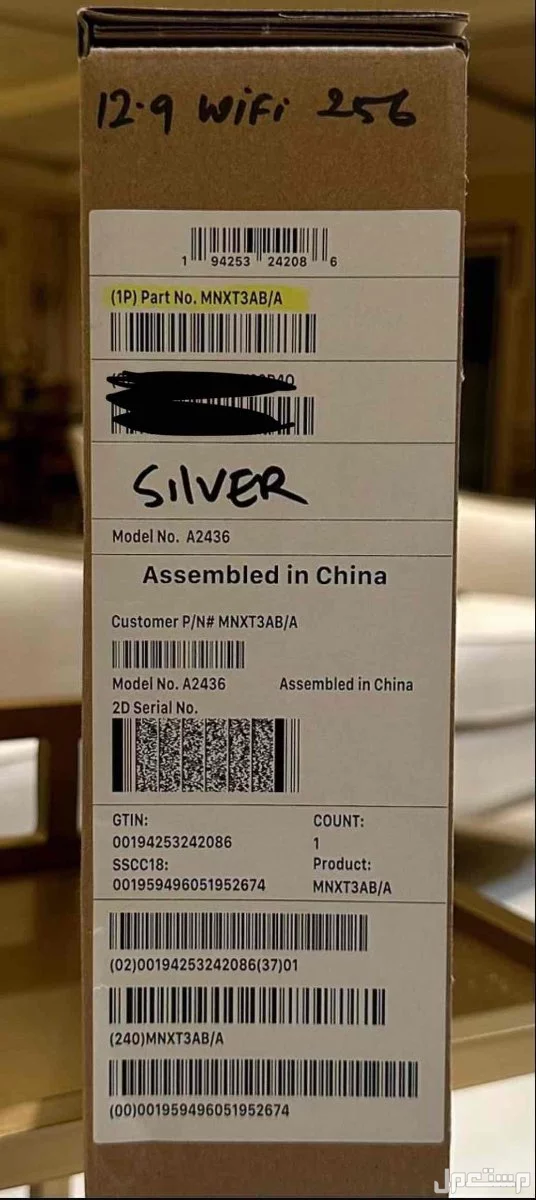 12.9 WiFi 256
1 94253 24208 6
(1P) Part No. MNXT3AB/A
SILVER
Model No. A2436
Assembled in China
Customer P/N# MNXT3AB/A
Model No. A2436 Assembled in China
2D Serial No.
GTIN: COUNT:
00194253242086 1
SSCC18: Product:
001959496051952674 MNXT3AB/A
(02)00194253242086(37)01
(240)MNXT3AB/A
(00)001959496051952674
مستعمل